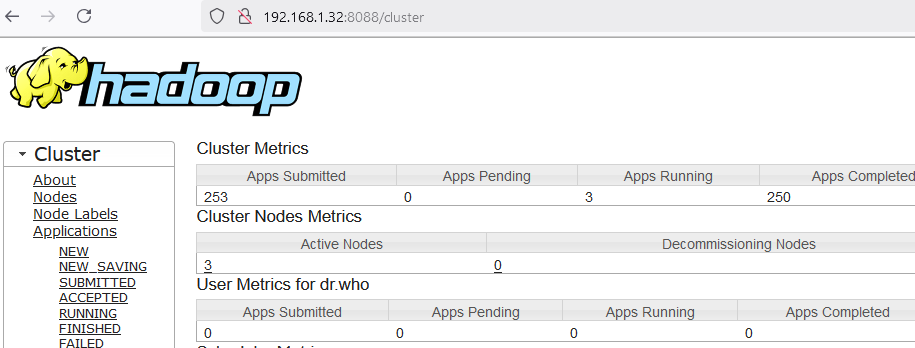 192.168.1.32:8088/cluster
hadoop
Cluster
About
Nodes
Node Labels
Applications
NEW
NEW_SAVING
SUBMITTED
ACCEPTED
RUNNING
FINISHED
FAILED
Cluster Metrics
Apps Submitted Apps Pending Apps Running Apps Completed
253 0 3 250
Cluster Nodes Metrics
Active Nodes Decommissioning Nodes
3 0
User Metrics for dr.who
Apps Submitted Apps Pending Apps Running Apps Completed
0 0 0 0